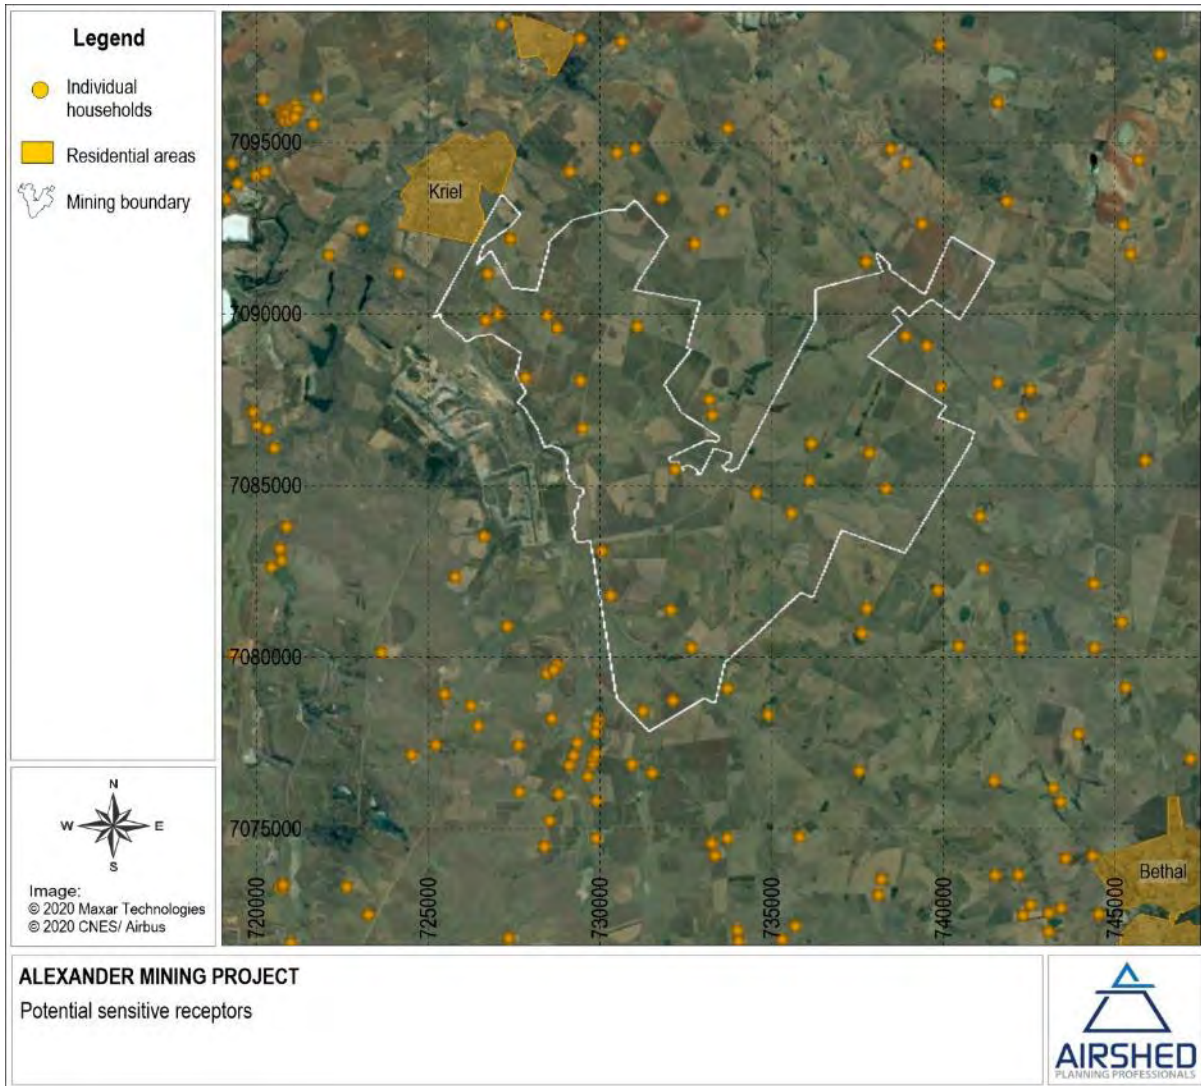 Legend
Individual
households
Residential areas
Mining boundary
N
W E
S
Image:
© 2020 Maxar Technologies
© 2020 CNES/ Airbus
7095000
Kriel
7090000
7085000
7080000
7075000
Bethal
720000
725000
730000
735000
740000
745000
ALEXANDER MINING PROJECT
Potential sensitive receptors
AIRSHED
PLANNING PROFESSIONALS